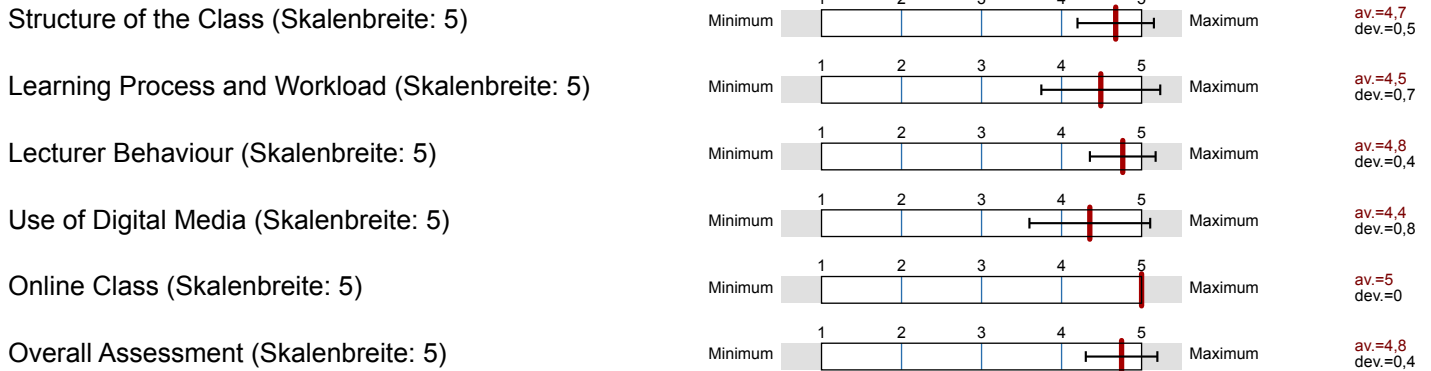 Structure of the Class (Skalenbreite: 5) Minimum 1 2 3 4 5 Maximum av.=4,7 dev.=0,5
1 2 3 4 5
Learning Process and Workload (Skalenbreite: 5) Minimum Maximum av.=4,5 dev.=0,7
1 2 3 4 5
Lecturer Behaviour (Skalenbreite: 5) Minimum Maximum av.=4,8 dev.=0,4
1 2 3 4 5
Use of Digital Media (Skalenbreite: 5) Minimum Maximum av.=4,4 dev.=0,8
1 2 3 4 5
Online Class (Skalenbreite: 5) Minimum Maximum av.=5 dev.=0
1 2 3 4 5
Overall Assessment (Skalenbreite: 5) Minimum Maximum av.=4,8 dev.=0,4